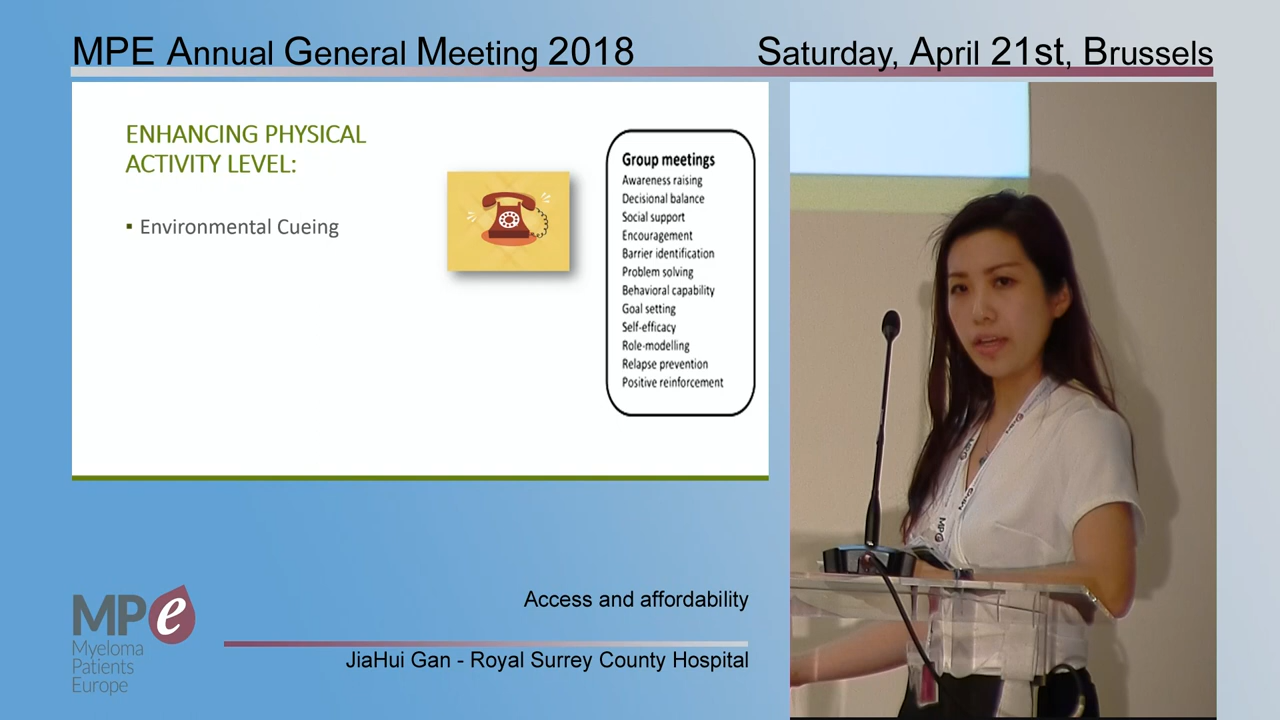 MPE Annual General Meeting 2018
Saturday, April 21st, Brussels
ENHANCING PHYSICAL
ACTIVITY LEVEL:
▪ Environmental Cueing
Group meetings
Awareness raising
Decisional balance
Social support
Encouragement
Barrier identification
Problem solving
Behavioral capability
Goal setting
Self-efficacy
Role-modelling
Relapse prevention
Positive reinforcement
MPe
Access and affordability
MPe
Myeloma
Patients
Europe
JiaHui Gan - Royal Surrey County Hospital